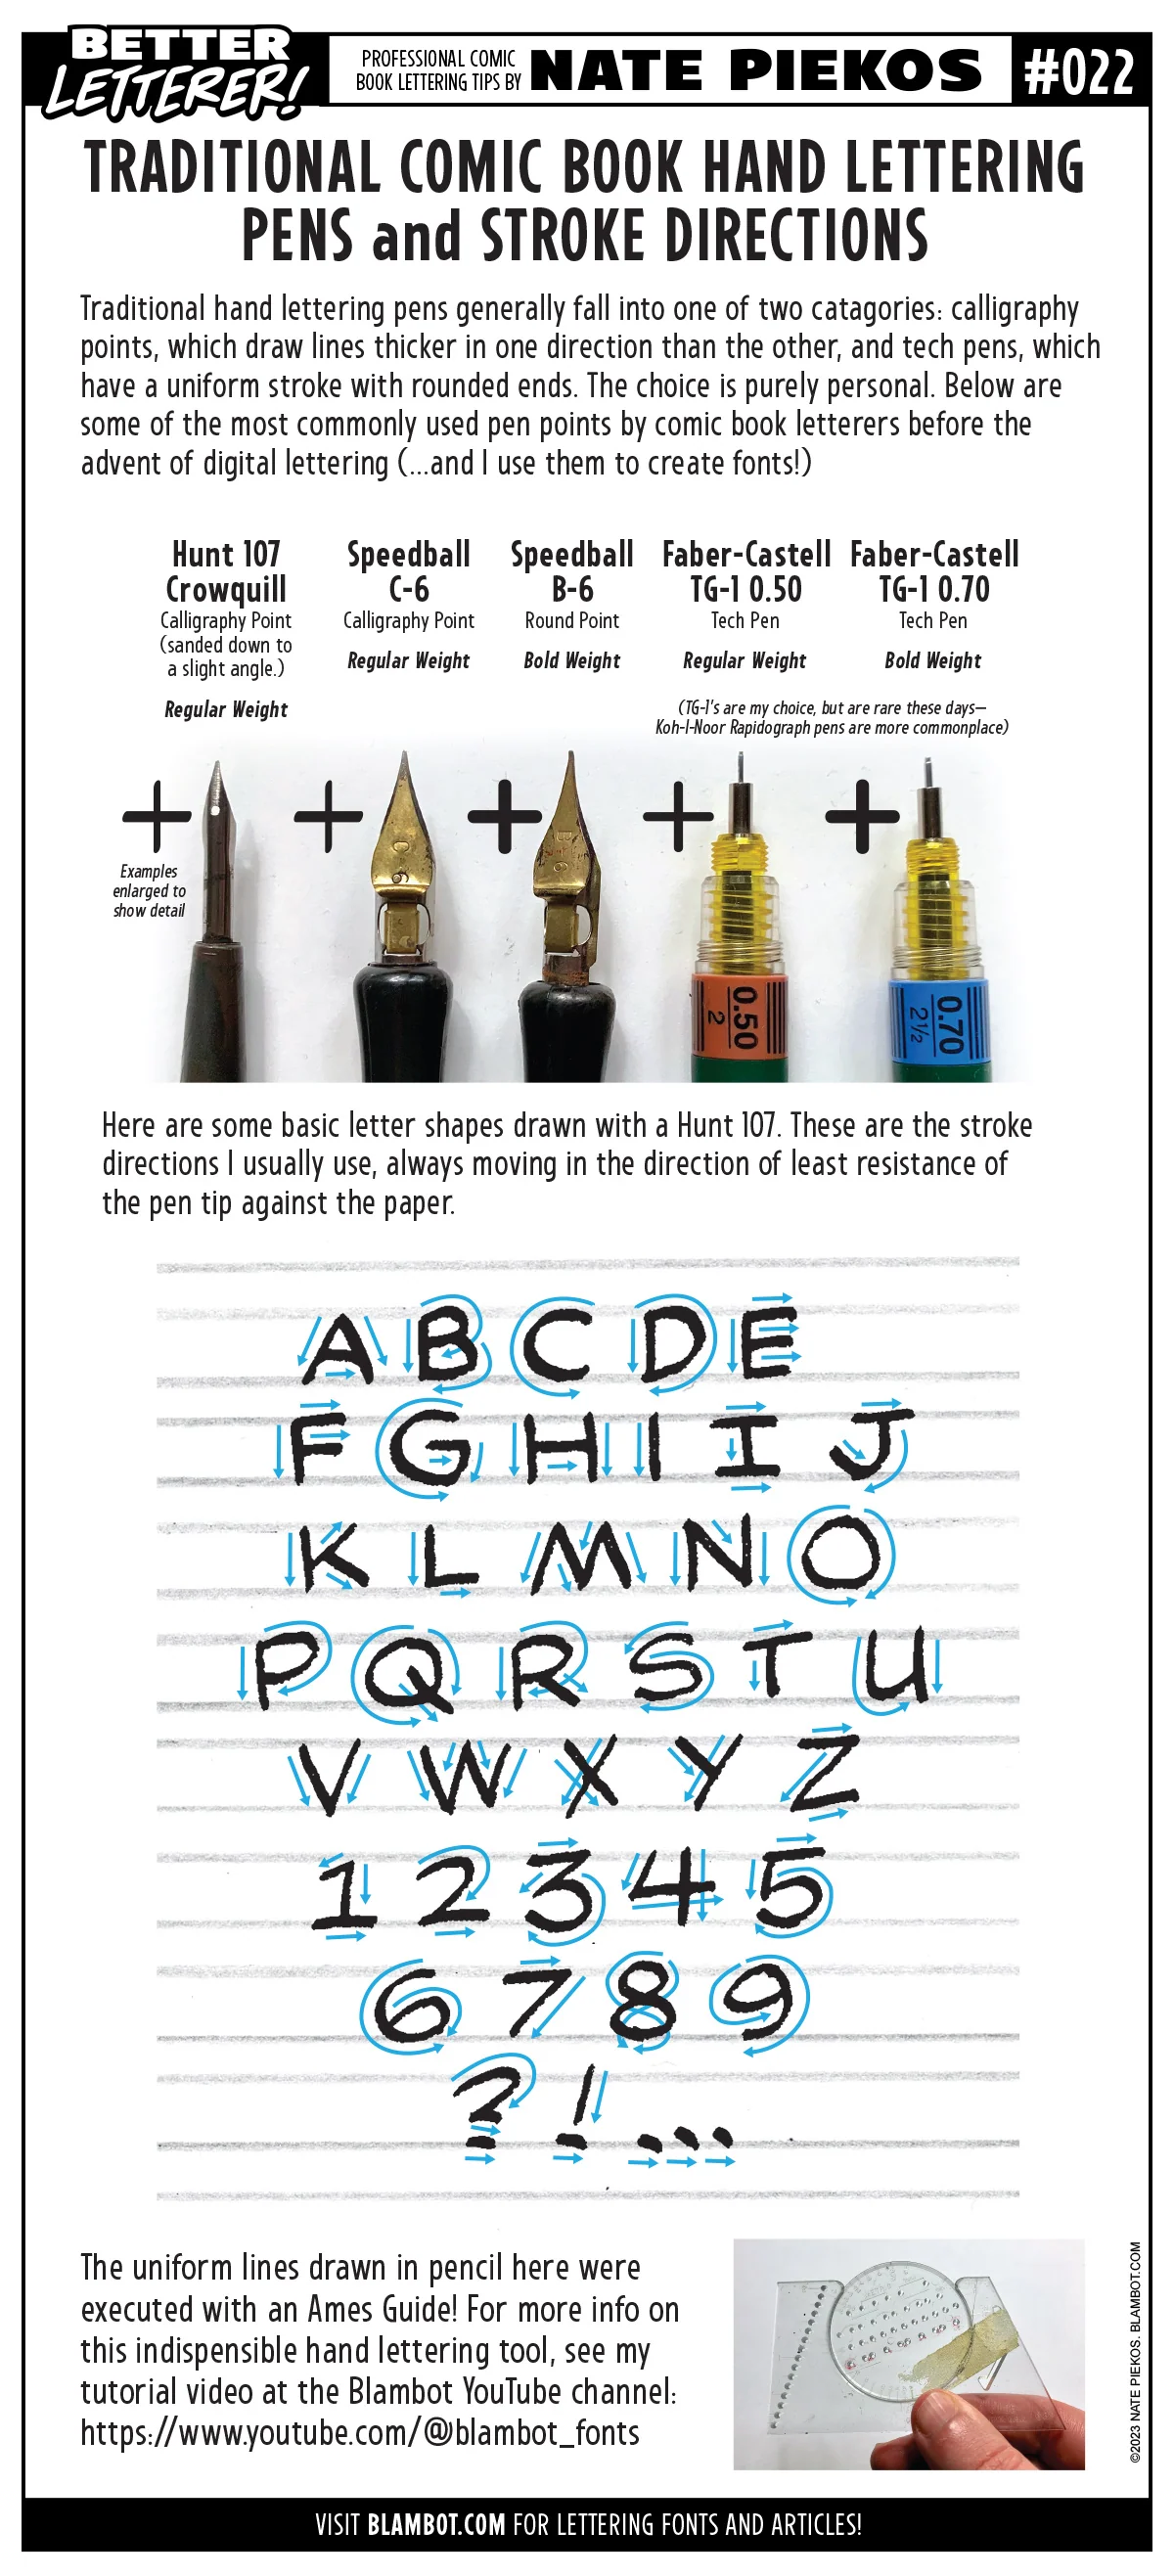 BETTER
LETTERER!
PROFESSIONAL COMIC
BOOK LETTERING TIPS BY
NATE PIEKOS
#022
TRADITIONAL COMIC BOOK HAND LETTERING
PENS and STROKE DIRECTIONS
Traditional hand lettering pens generally fall into one of two catagories: calligraphy
points, which draw lines thicker in one direction than the other, and tech pens, which
have a uniform stroke with rounded ends. The choice is purely personal. Below are
some of the most commonly used pen points by comic book letterers before the
advent of digital lettering (...and I use them to create fonts!)
Hunt 107
Crowquill
Calligraphy Point
(sanded down to
a slight angle.)
Regular Weight
Speedball
C-6
Calligraphy Point
Regular Weight
Speedball
B-6
Round Point
Bold Weight
Faber-Castell
TG-1 0.50
Tech Pen
Regular Weight
Faber-Castell
TG-1 0.70
Tech Pen
Bold Weight
(TG-1's are my choice, but are rare these days—
Koh-I-Noor Rapidograph pens are more commonplace)
Examples
enlarged to
show detail
C
6
0.50
2
0.70
2½
Here are some basic letter shapes drawn with a Hunt 107. These are the stroke
directions I usually use, always moving in the direction of least resistance of
the pen tip against the paper.
A B C D E
F G H I I J
K L M N O
P Q R S T U
V W X Y Z
1 2 3 4 5
6 7 8 9
? ! ...
The uniform lines drawn in pencil here were
executed with an Ames Guide! For more info on
this indispensible hand lettering tool, see my
tutorial video at the Blambot YouTube channel:
https://www.youtube.com/@blambot_fonts
©2023 NATE PIEKOS. BLAMBOT.COM
VISIT BLAMBOT.COM FOR LETTERING FONTS AND ARTICLES!